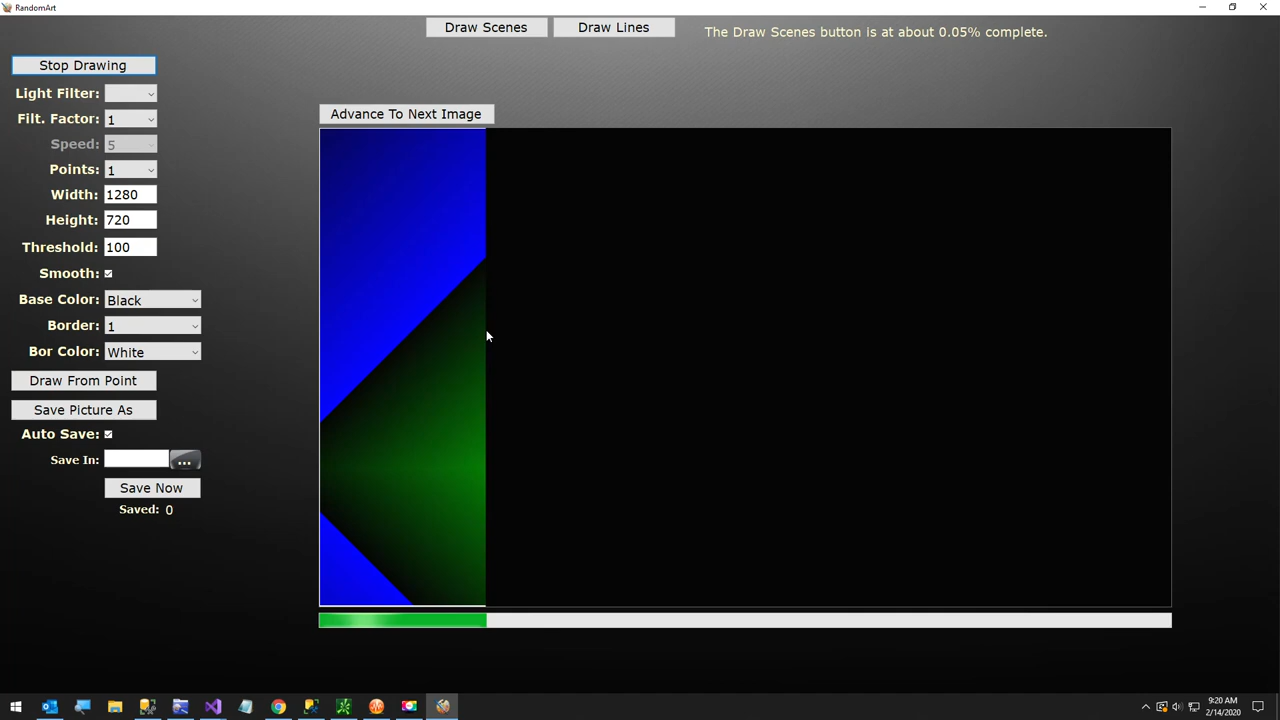 RandomArt
Draw Scenes
Draw Lines
The Draw Scenes button is at about 0.05% complete.
Stop Drawing
Light Filter:
Filt. Factor: 1
Speed: 5
Points: 1
Width: 1280
Height: 720
Threshold: 100
Smooth:
Base Color: Black
Border: 1
Bor Color: White
Draw From Point
Save Picture As
Auto Save:
Save In: ...
Save Now
Saved: 0
Advance To Next Image
9:20 AM
2/14/2020